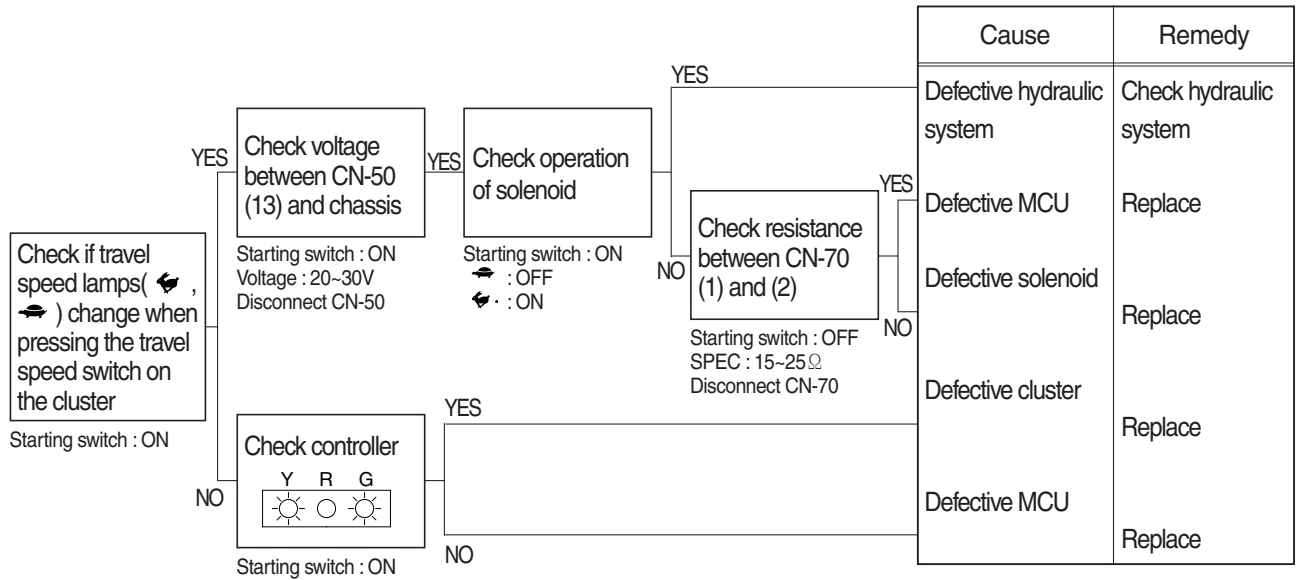 Cause
Remedy
YES
Defective hydraulic
system
Check hydraulic
system
YES
Check voltage
between CN-50
(13) and chassis
YES
Check operation
of solenoid
YES
Defective MCU
Replace
Check if travel
speed lamps( ,
) change when
pressing the travel
speed switch on
the cluster
Starting switch : ON
Starting switch : ON
Voltage : 20~30V
Disconnect CN-50
Starting switch : ON
: OFF
: ON
NO
Check resistance
between CN-70
(1) and (2)
Defective solenoid
Replace
NO
Starting switch : OFF
SPEC : 15~25Ω
Disconnect CN-70
NO
Check controller
Y R G
Starting switch : ON
YES
Defective cluster
Replace
NO
Defective MCU
Replace